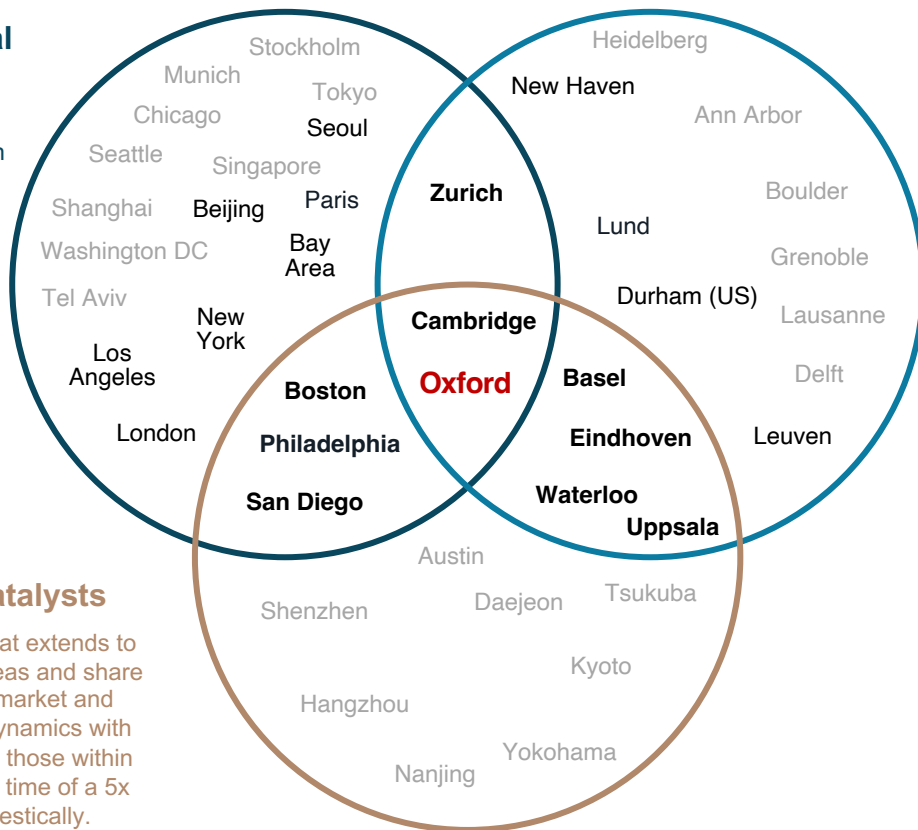 al
n
Stockholm
Munich
Tokyo
Chicago
Seoul
Seattle
Singapore
Shanghai
Beijing
Paris
Washington DC
Bay
Area
Tel Aviv
New
York
Los
Angeles
London
Zurich
Heidelberg
New Haven
Ann Arbor
Boulder
Lund
Grenoble
Durham (US)
Lausanne
Delft
Leuven
Cambridge
Oxford
Boston
Philadelphia
San Diego
Basel
Eindhoven
Waterloo
Uppsala
Austin
Shenzhen
Daejeon
Tsukuba
Kyoto
Hangzhou
Yokohama
Nanjing
atalysts
at extends to
eas and share
market and
ynamics with
those within
time of a 5x
estically.